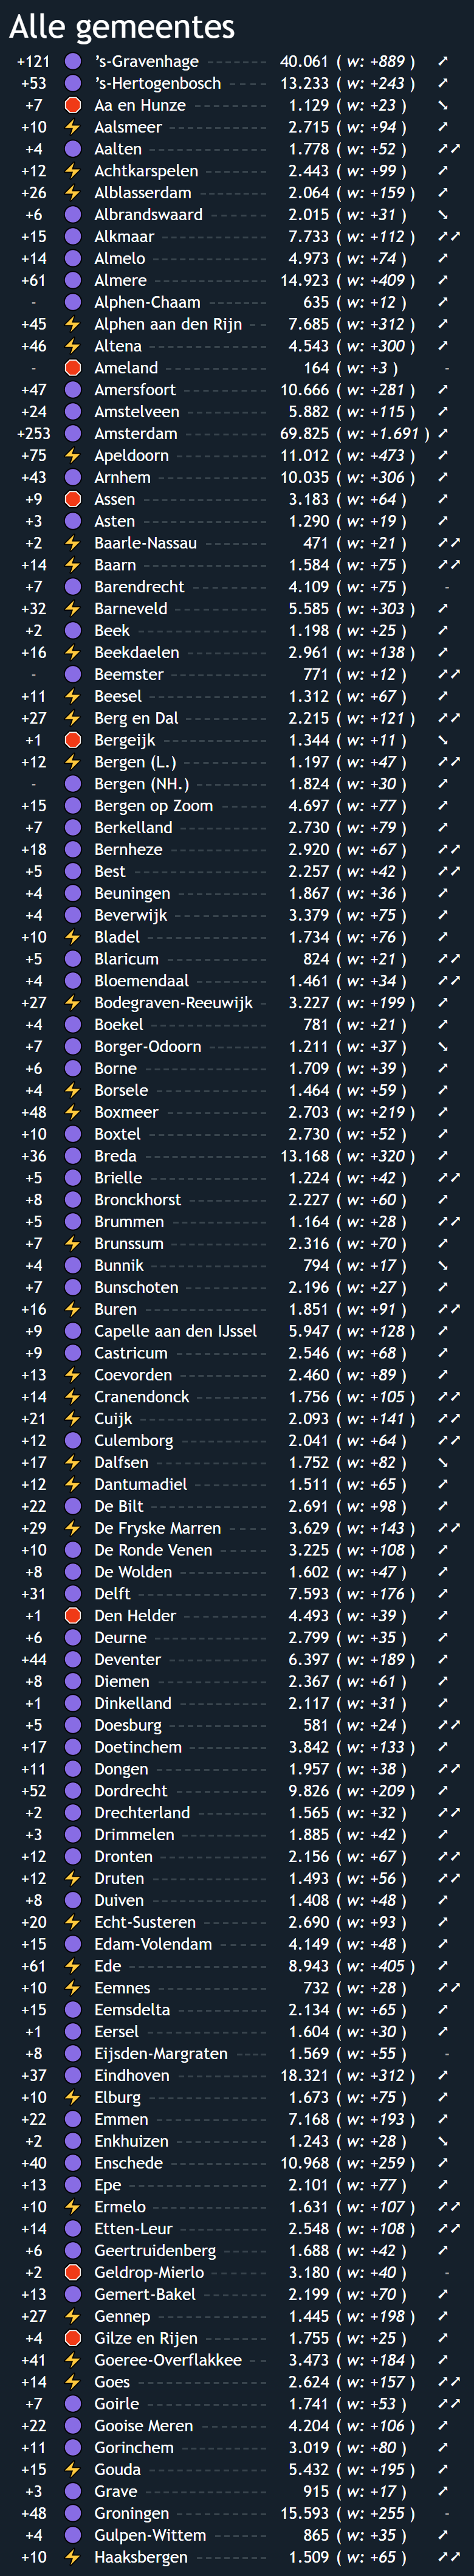 Alle gemeentes
+121 's-Gravenhage 40.061 ( w: +889 )
+53 's-Hertogenbosch 13.233 ( w: +243 )
+7 Aa en Hunze 1.129 ( w: +23 )
+10 Aalsmeer 2.715 ( w: +94 )
+4 Aalten 1.778 ( w: +52 )
+12 Achtkarspelen 2.443 ( w: +99 )
+26 Alblasserdam 2.064 ( w: +159 )
+6 Albrandswaard 2.015 ( w: +31 )
+15 Alkmaar 7.733 ( w: +112 )
+14 Almelo 4.973 ( w: +74 )
+61 Almere 14.923 ( w: +409 )
- Alphen-Chaam 635 ( w: +12 )
+45 Alphen aan den Rijn 7.685 ( w: +312 )
+46 Altena 4.543 ( w: +300 )
- Ameland 164 ( w: +3 ) -
+47 Amersfoort 10.666 ( w: +281 )
+24 Amstelveen 5.882 ( w: +115 )
+253 Amsterdam 69.825 ( w: +1.691 )
+75 Apeldoorn 11.012 ( w: +473 )
+43 Arnhem 10.035 ( w: +306 )
+9 Assen 3.183 ( w: +64 )
+3 Asten 1.290 ( w: +19 )
+2 Baarle-Nassau 471 ( w: +21 )
+14 Baarn 1.584 ( w: +75 )
+7 Barendrecht 4.109 ( w: +75 ) -
+32 Barneveld 5.585 ( w: +303 )
+2 Beek 1.198 ( w: +25 )
+16 Beekdaelen 2.961 ( w: +138 )
- Beemster 771 ( w: +12 )
+11 Beesel 1.312 ( w: +67 )
+27 Berg en Dal 2.215 ( w: +121 )
+1 Bergeijk 1.344 ( w: +11 )
+12 Bergen (L.) 1.197 ( w: +47 )
- Bergen (NH.) 1.824 ( w: +30 )
+15 Bergen op Zoom 4.697 ( w: +77 )
+7 Berkelland 2.730 ( w: +79 )
+18 Bernheze 2.920 ( w: +67 )
+5 Best 2.257 ( w: +42 )
+4 Beuningen 1.867 ( w: +36 )
+4 Beverwijk 3.379 ( w: +75 )
+10 Bladel 1.734 ( w: +76 )
+5 Blaricum 824 ( w: +21 )
+4 Bloemendaal 1.461 ( w: +34 )
+27 Bodegraven-Reeuwijk 3.227 ( w: +199 )
+4 Boekel 781 ( w: +21 )
+7 Borger-Odoorn 1.211 ( w: +37 )
+6 Borne 1.709 ( w: +39 )
+4 Borsele 1.464 ( w: +59 )
+48 Boxmeer 2.703 ( w: +219 )
+10 Boxtel 2.730 ( w: +52 )
+36 Breda 13.168 ( w: +320 )
+5 Brielle 1.224 ( w: +42 )
+8 Bronckhorst 2.227 ( w: +60 )
+5 Brummen 1.164 ( w: +28 )
+7 Brunssum 2.316 ( w: +70 )
+4 Bunnik 794 ( w: +17 )
+7 Bunschoten 2.196 ( w: +27 )
+16 Buren 1.851 ( w: +91 )
+9 Capelle aan den IJssel 5.947 ( w: +128 )
+9 Castricum 2.546 ( w: +68 )
+13 Coevorden 2.460 ( w: +89 )
+14 Cranendonck 1.756 ( w: +105 )
+21 Cuijk 2.093 ( w: +141 )
+12 Culemborg 2.041 ( w: +64 )
+17 Dalfsen 1.752 ( w: +82 )
+12 Dantumadiel 1.511 ( w: +65 )
+22 De Bilt 2.691 ( w: +98 )
+29 De Fryske Marren 3.629 ( w: +143 )
+10 De Ronde Venen 3.225 ( w: +108 )
+8 De Wolden 1.602 ( w: +47 )
+31 Delft 7.593 ( w: +176 )
+1 Den Helder 4.493 ( w: +39 )
+6 Deurne 2.799 ( w: +35 )
+44 Deventer 6.397 ( w: +189 )
+8 Diemen 2.367 ( w: +61 )
+1 Dinkelland 2.117 ( w: +31 )
+5 Doesburg 581 ( w: +24 )
+17 Doetinchem 3.842 ( w: +133 )
+11 Dongen 1.957 ( w: +38 )
+52 Dordrecht 9.826 ( w: +209 )
+2 Drechterland 1.565 ( w: +32 )
+3 Drimmelen 1.885 ( w: +42 )
+12 Dronten 2.156 ( w: +67 )
+12 Druten 1.493 ( w: +56 )
+8 Duiven 1.408 ( w: +48 )
+20 Echt-Susteren 2.690 ( w: +93 )
+15 Edam-Volendam 4.149 ( w: +48 )
+61 Ede 8.943 ( w: +405 )
+10 Eemnes 732 ( w: +28 )
+15 Eemsdelta 2.134 ( w: +65 )
+1 Eersel 1.604 ( w: +30 )
+8 Eijsden-Margraten 1.569 ( w: +55 ) -
+37 Eindhoven 18.321 ( w: +312 )
+10 Elburg 1.673 ( w: +75 )
+22 Emmen 7.168 ( w: +193 )
+2 Enkhuizen 1.243 ( w: +28 )
+40 Enschede 10.968 ( w: +259 )
+13 Epe 2.101 ( w: +77 )
+10 Ermelo 1.631 ( w: +107 )
+14 Etten-Leur 2.548 ( w: +108 )
+6 Geertruidenberg 1.688 ( w: +42 )
+2 Geldrop-Mierlo 3.180 ( w: +40 ) -
+13 Gemert-Bakel 2.199 ( w: +70 )
+27 Gennep 1.445 ( w: +198 )
+4 Gilze en Rijen 1.755 ( w: +25 )
+41 Goeree-Overflakkee 3.473 ( w: +184 )
+14 Goes 2.624 ( w: +157 )
+7 Goirle 1.741 ( w: +53 )
+22 Gooise Meren 4.204 ( w: +106 )
+11 Gorinchem 3.019 ( w: +80 )
+15 Gouda 5.432 ( w: +195 )
+3 Grave 915 ( w: +17 )
+48 Groningen 15.593 ( w: +255 ) -
+4 Gulpen-Wittem 865 ( w: +35 )
+10 Haaksbergen 1.509 ( w: +65 )